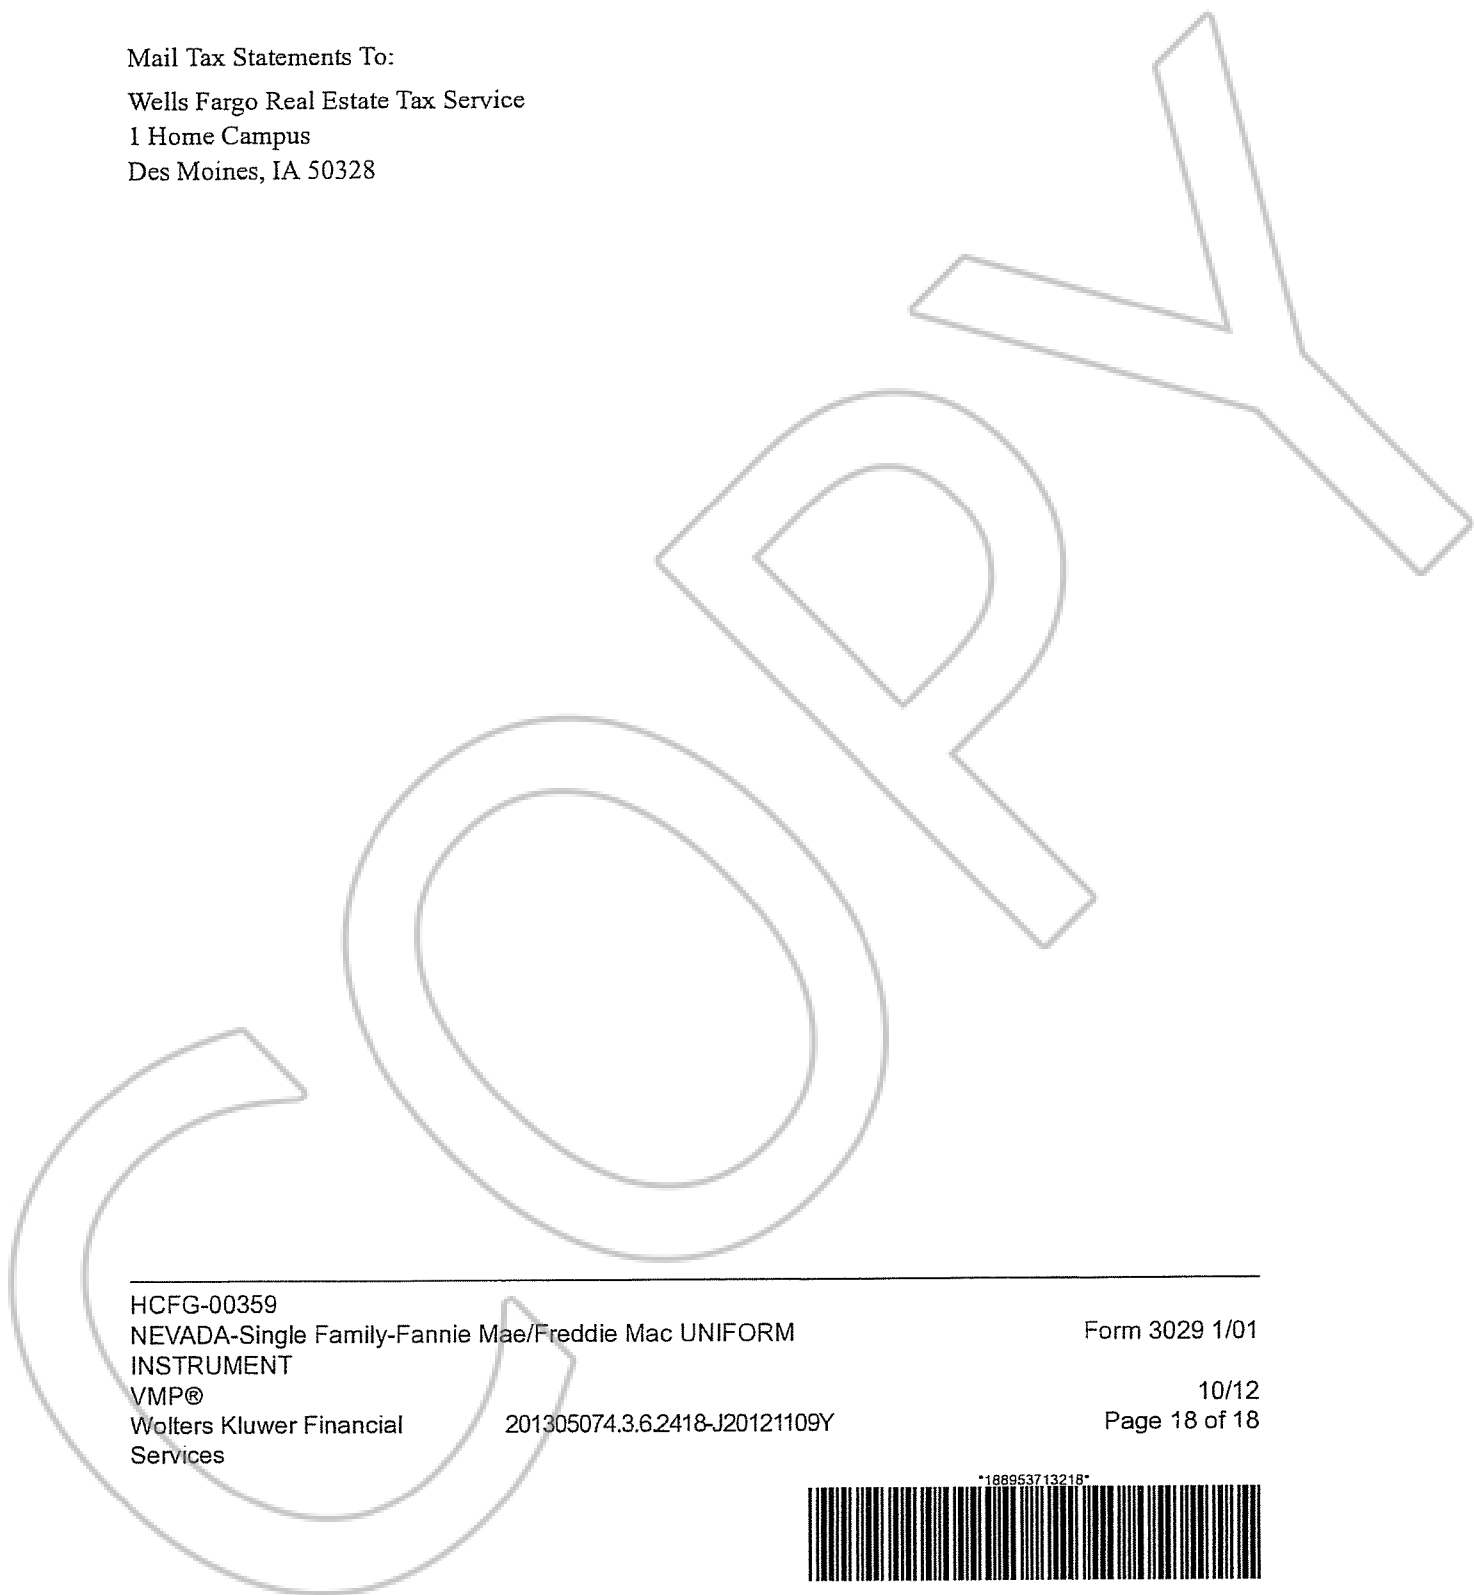 Mail Tax Statements To:
Wells Fargo Real Estate Tax Service
1 Home Campus
Des Moines, IA 50328
COPY
HCFG-00359
NEVADA-Single Family-Fannie Mae/Freddie Mac UNIFORM Form 3029 1/01
INSTRUMENT
VMP® 10/12
Wolters Kluwer Financial 201305074.3.6.2418-J20121109Y Page 18 of 18
Services
*188953713218*